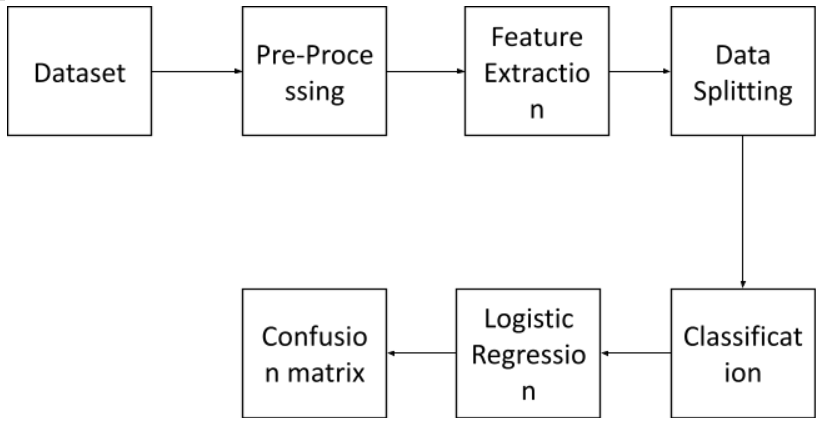 Dataset
Pre-Proce
ssing
Feature
Extractio
n
Data
Splitting
Classificat
ion
Logistic
Regressio
n
Confusio
n matrix